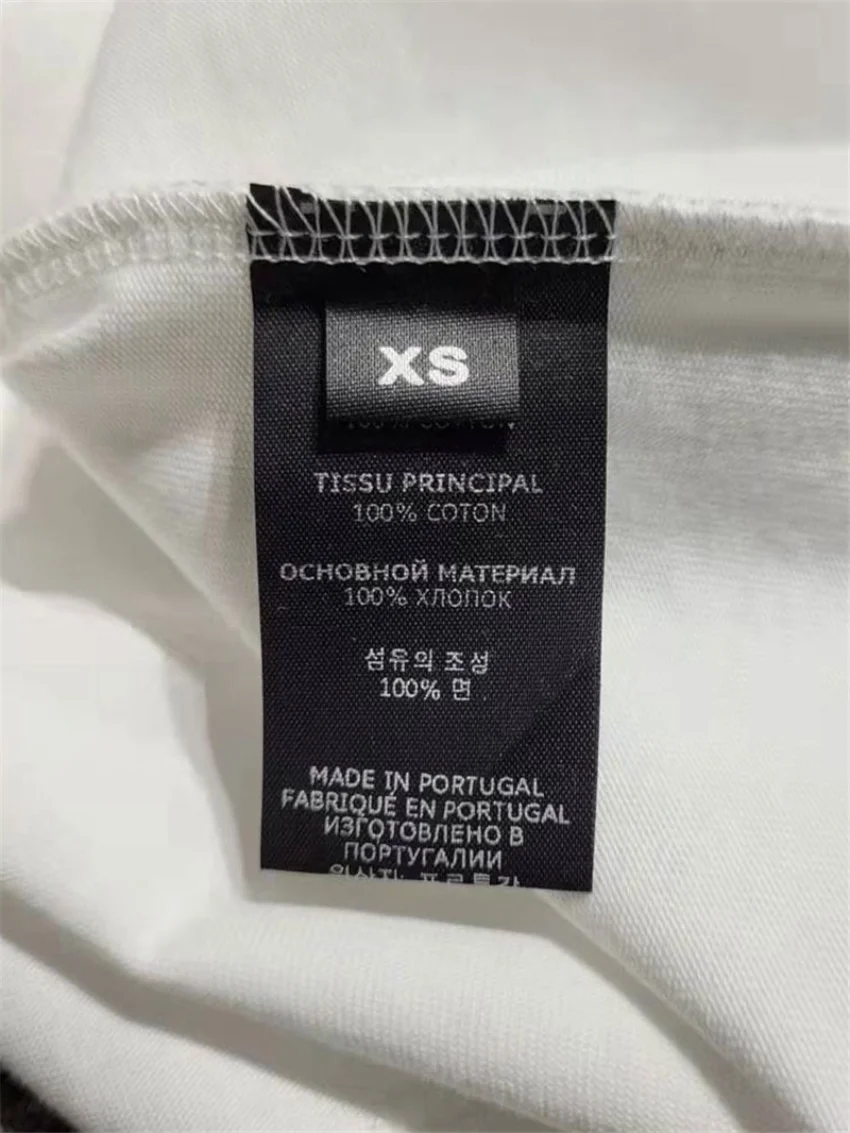 XS
TISSU PRINCIPAL
100% COTON
ОСНОВНОЙ МАТЕРИАЛ
100% ХЛОПОК
섬유의 조성
100% 면
MADE IN PORTUGAL
FABRIQUÉ EN PORTUGAL
ИЗГОТОВЛЕНО В
ПОРТУГАЛИИ